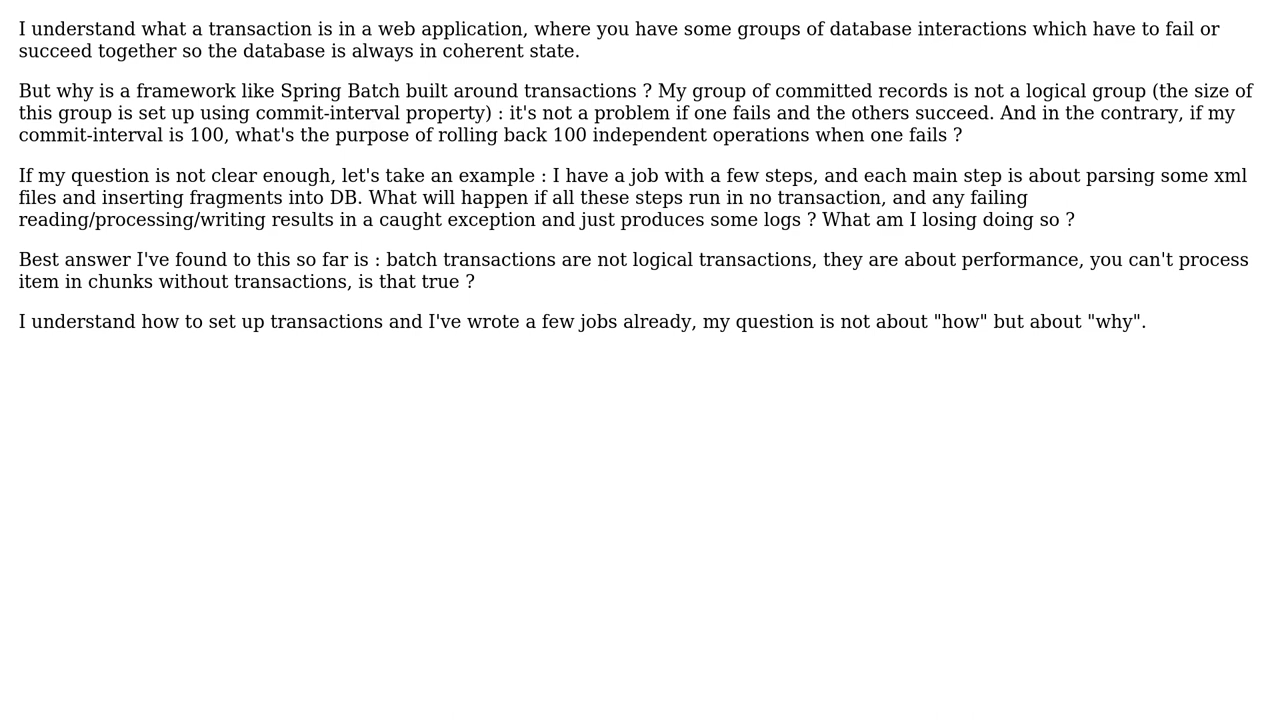 I understand what a transaction is in a web application, where you have some groups of database interactions which have to fail or
succeed together so the database is always in coherent state.
But why is a framework like Spring Batch built around transactions ? My group of committed records is not a logical group (the size of
this group is set up using commit-interval property) : it's not a problem if one fails and the others succeed. And in the contrary, if my
commit-interval is 100, what's the purpose of rolling back 100 independent operations when one fails ?
If my question is not clear enough, let's take an example : I have a job with a few steps, and each main step is about parsing some xml
files and inserting fragments into DB. What will happen if all these steps run in no transaction, and any failing
reading/processing/writing results in a caught exception and just produces some logs ? What am I losing doing so ?
Best answer I've found to this so far is : batch transactions are not logical transactions, they are about performance, you can't process
item in chunks without transactions, is that true ?
I understand how to set up transactions and I've wrote a few jobs already, my question is not about "how" but about "why".